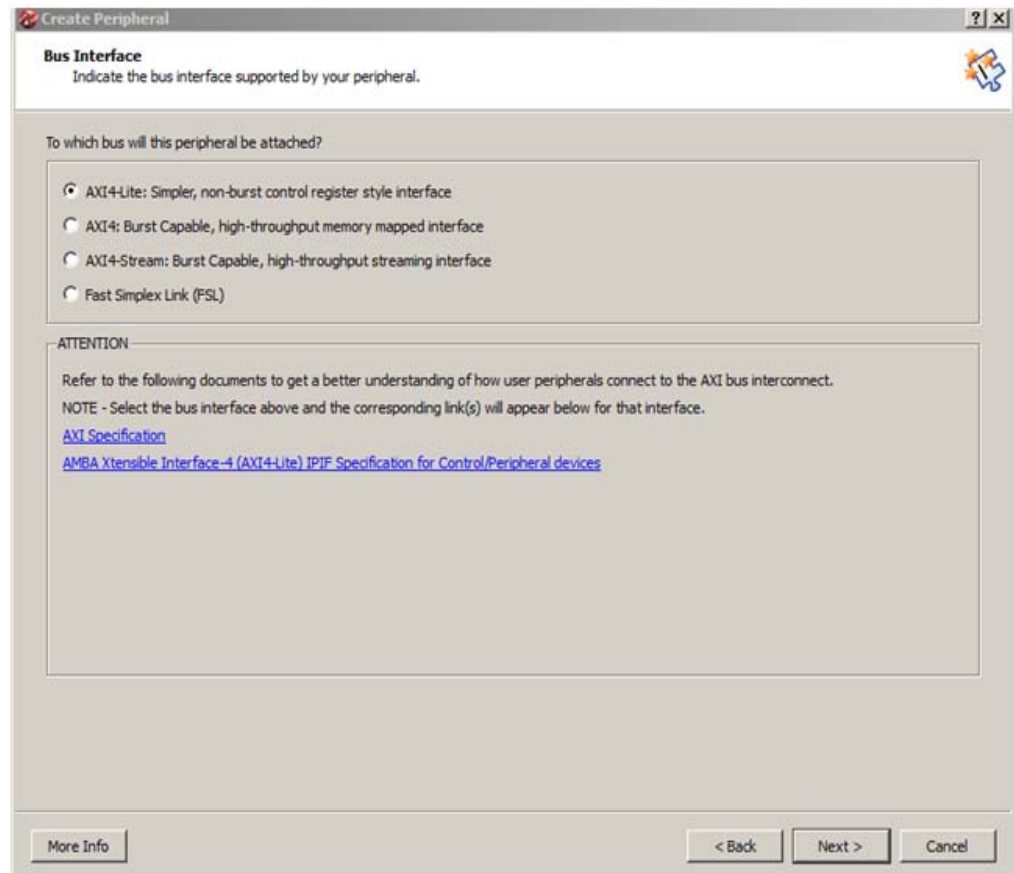 Create Peripheral
Bus Interface
Indicate the bus interface supported by your peripheral.
To which bus will this peripheral be attached?
AXI4-Lite: Simpler, non-burst control register style interface
AXI4: Burst Capable, high-throughput memory mapped interface
AXI4-Stream: Burst Capable, high-throughput streaming interface
Fast Simplex Link (FSL)
ATTENTION
Refer to the following documents to get a better understanding of how user peripherals connect to the AXI bus interconnect.
NOTE - Select the bus interface above and the corresponding link(s) will appear below for that interface.
AXI Specification
AMBA Xtensible Interface-4 (AXI4-Lite) IPIF Specification for Control/Peripheral devices
More Info
< Back
Next >
Cancel